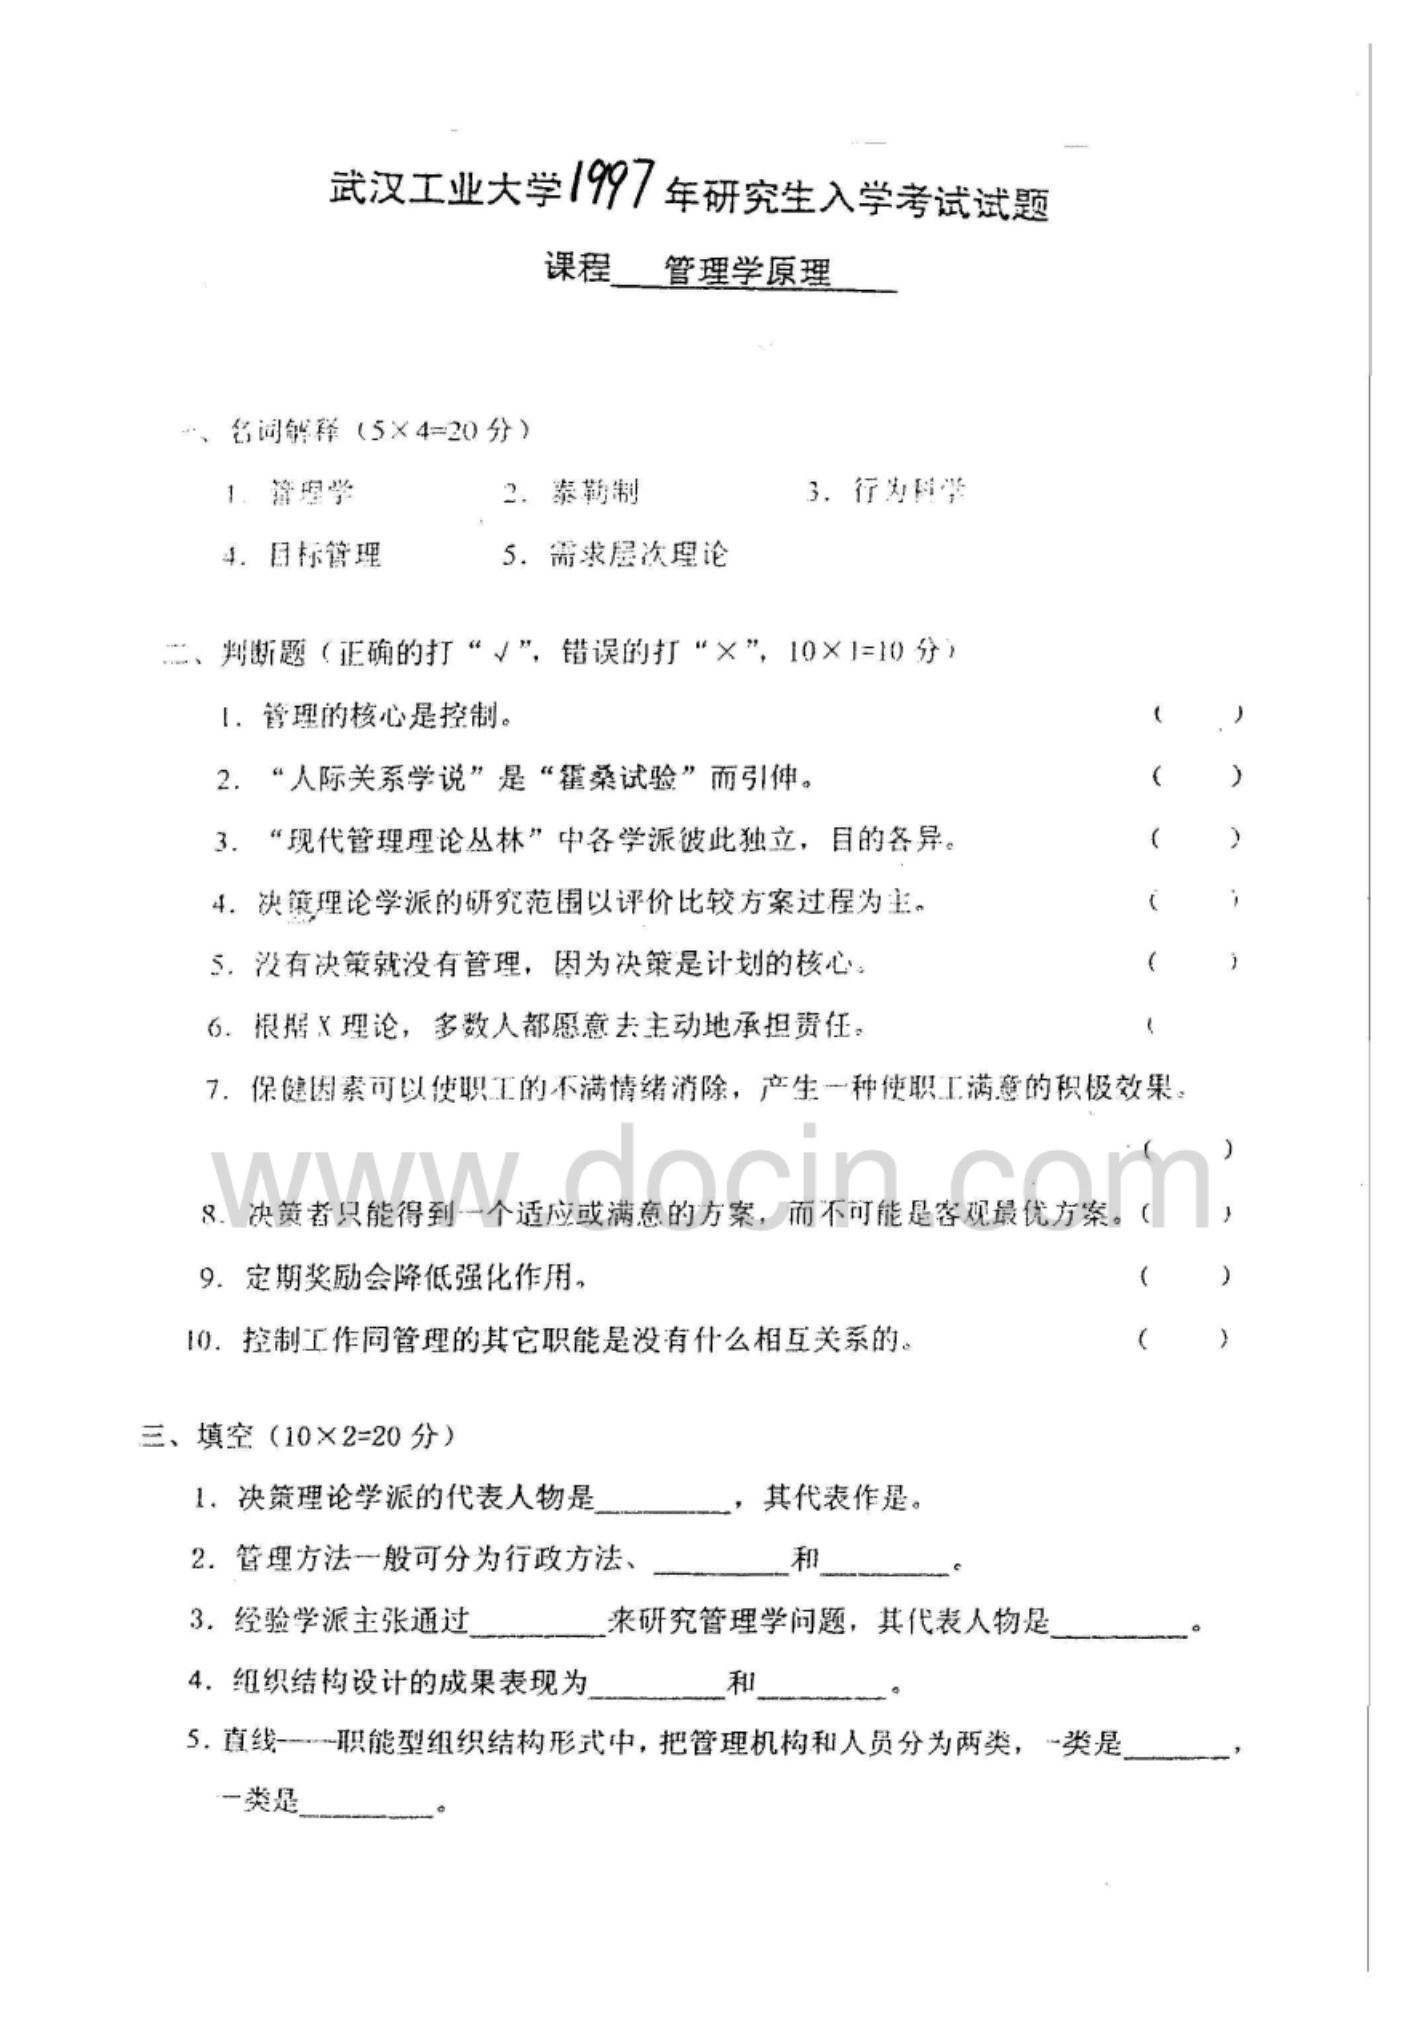 武汉工业大学1997年研究生入学考试试题
课程 管理学原理
一、名词解释（5×4=20 分）
1. 管理学 2. 泰勒制 3. 行为科学
4. 目标管理 5. 需求层次理论
二、判断题（正确的打“√”，错误的打“×”，10×1=10 分）
1. 管理的核心是控制。 （ ）
2. “人际关系学说”是“霍桑试验”而引伸。 （ ）
3. “现代管理理论丛林”中各学派彼此独立，目的各异。 （ ）
4. 决策理论学派的研究范围以评价比较方案过程为主。 （ ）
5. 没有决策就没有管理，因为决策是计划的核心。 （ ）
6. 根据 X 理论，多数人都愿意去主动地承担责任。 （
7. 保健因素可以使职工的不满情绪消除，产生一种使职工满意的积极效果。
（ ）
8. 决策者只能得到一个适应或满意的方案，而不可能是客观最优方案。（ ）
9. 定期奖励会降低强化作用。 （ ）
10. 控制工作同管理的其它职能是没有什么相互关系的。 （ ）
三、填空（10×2=20 分）
1. 决策理论学派的代表人物是________，其代表作是。
2. 管理方法一般可分为行政方法、________和________。
3. 经验学派主张通过________来研究管理学问题，其代表人物是________。
4. 组织结构设计的成果表现为________和________。
5. 直线——职能型组织结构形式中，把管理机构和人员分为两类，一类是________，
一类是________。
www.docin.com